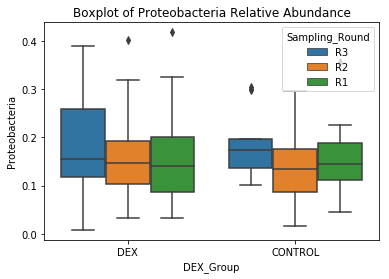 Boxplot of Proteobacteria Relative Abundance
Proteobacteria
0.4
0.3
0.2
0.1
0.0
Sampling_Round
R3
R2
R1
DEX
CONTROL
DEX_Group